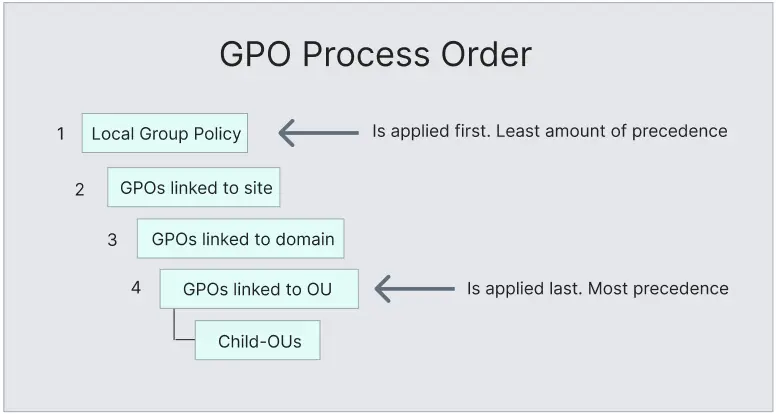 GPO Process Order
1 Local Group Policy Is applied first. Least amount of precedence
2 GPOs linked to site
3 GPOs linked to domain
4 GPOs linked to OU Is applied last. Most precedence
Child-OUs